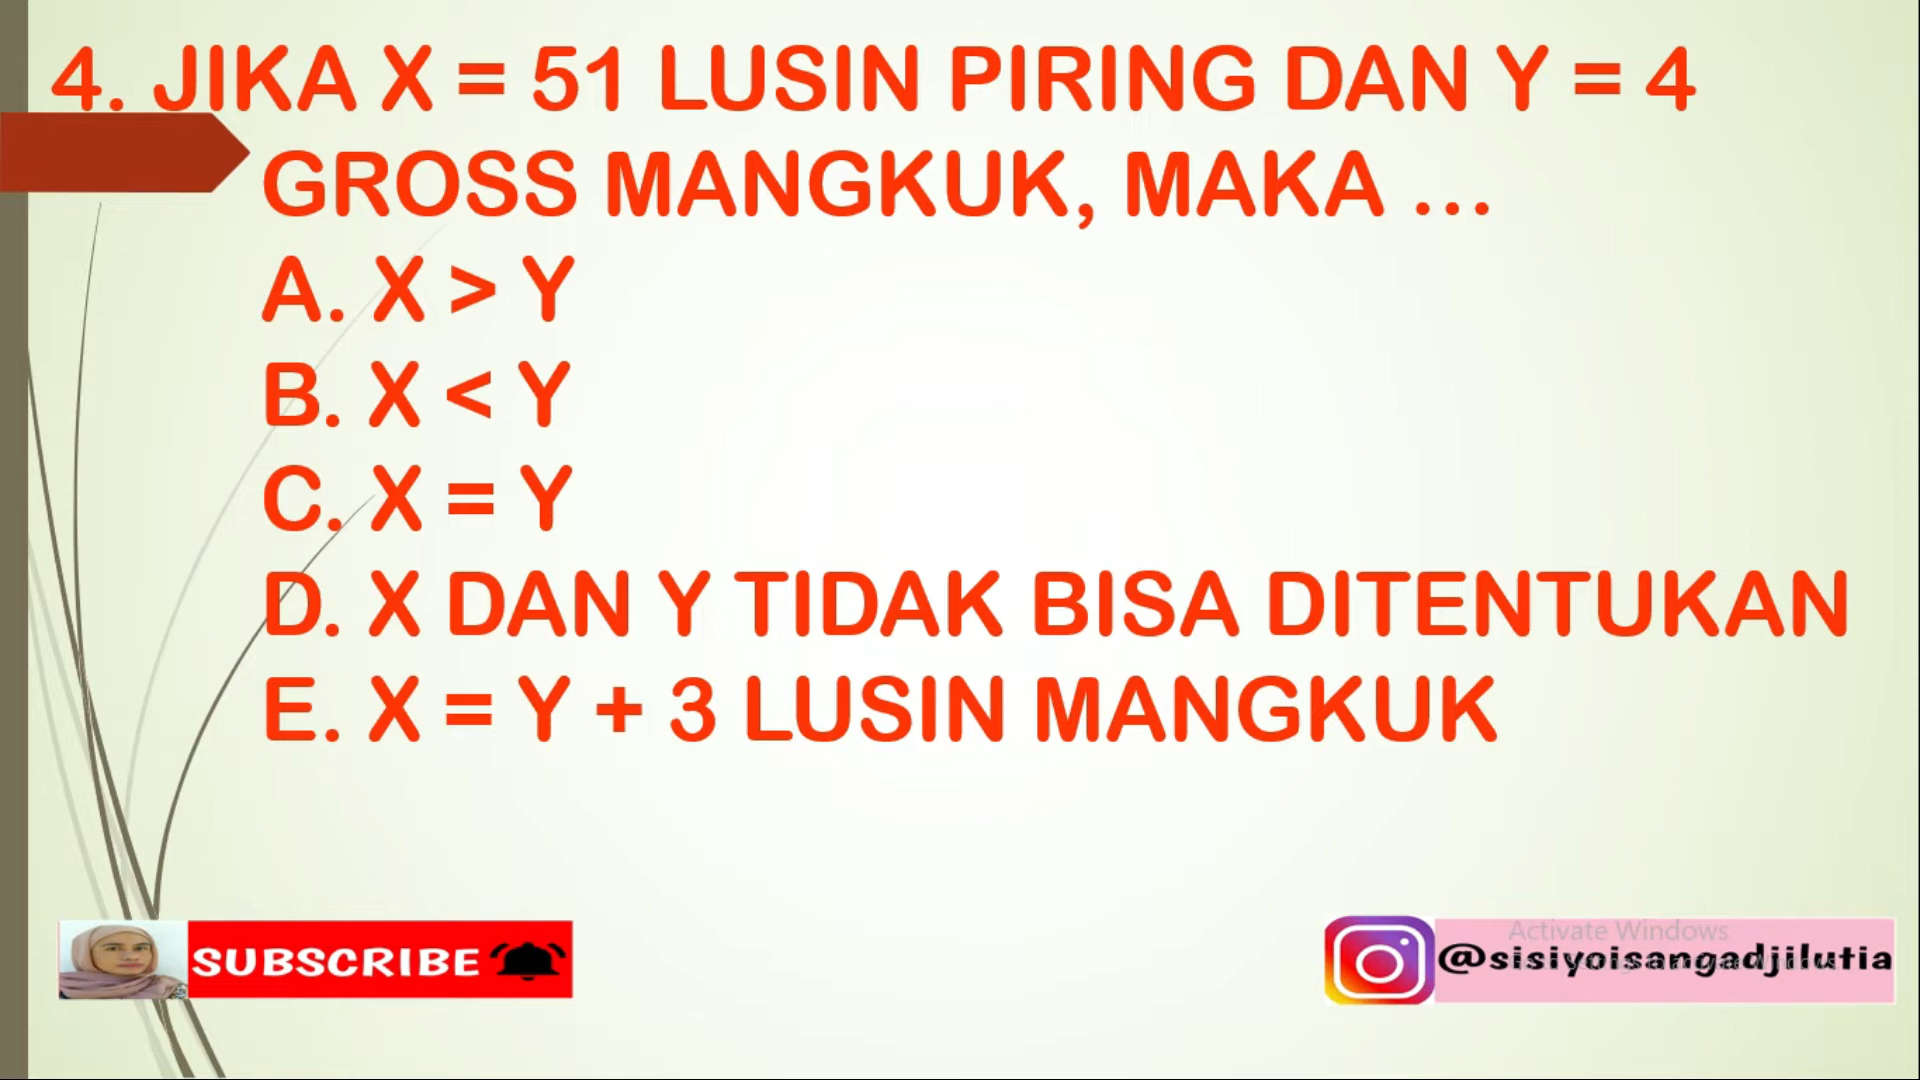 4. JIKA X = 51 LUSIN PIRING DAN Y = 4
GROSS MANGKUK, MAKA ...
A. X > Y
B. X < Y
C. X = Y
D. X DAN Y TIDAK BISA DITENTUKAN
E. X = Y + 3 LUSIN MANGKUK
SUBSCRIBE
Activate Windows
@sisiyoisangadjilutia